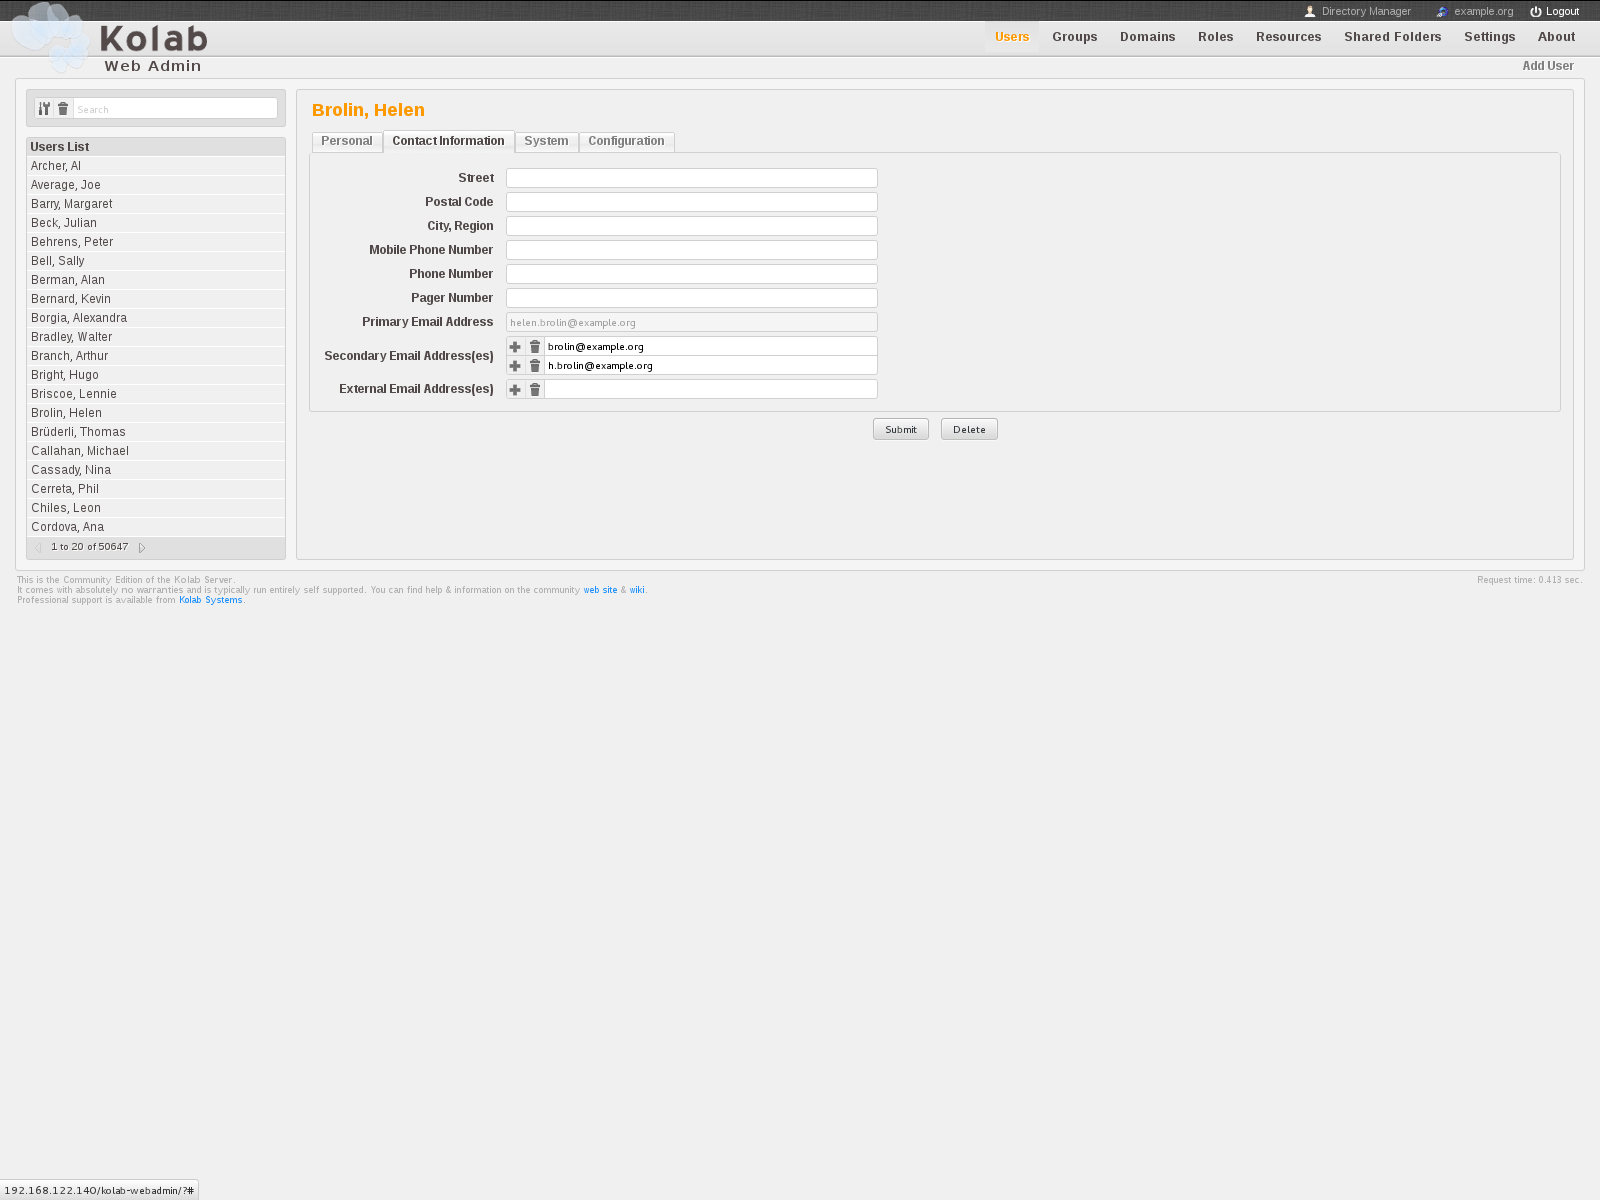 Directory Manager example.org Logout
Kolab
Web Admin
Users Groups Domains Roles Resources Shared Folders Settings About
Add User
Search
Users List
Archer, Al
Average, Joe
Barry, Margaret
Beck, Julian
Behrens, Peter
Bell, Sally
Berman, Alan
Bernard, Kevin
Borgia, Alexandra
Bradley, Walter
Branch, Arthur
Bright, Hugo
Briscoe, Lennie
Brolin, Helen
Brüderli, Thomas
Callahan, Michael
Cassady, Nina
Cerreta, Phil
Chiles, Leon
Cordova, Ana
1 to 20 of 50647
Brolin, Helen
Personal Contact Information System Configuration
Street
Postal Code
City, Region
Mobile Phone Number
Phone Number
Pager Number
Primary Email Address helen.brolin@example.org
Secondary Email Address(es) brolin@example.org
h.brolin@example.org
External Email Address(es)
Submit Delete
This is the Community Edition of the Kolab Server.
It comes with absolutely no warranties and is typically run entirely self supported. You can find help & information on the community web site & wiki.
Professional support is available from Kolab Systems.
Request time: 0.413 sec.
192.168.122.140/kolab-webadmin/?#